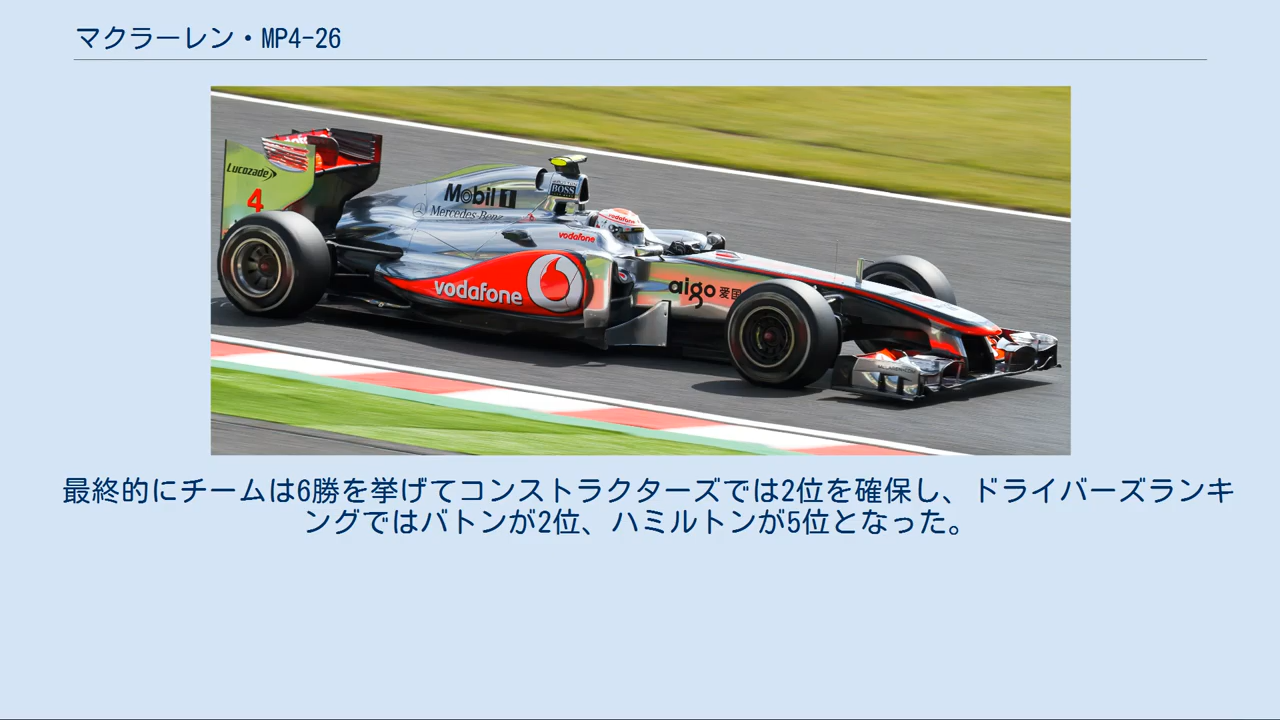 マクラーレン・MP4-26
Lucozade
4
Mobil 1
Mercedes-Benz
BOSS
vodafone
vodafone
vodafone
aigo 愛国
最終的にチームは6勝を挙げてコンストラクターズでは2位を確保し、ドライバーズランキ
ングではバトンが2位、ハミルトンが5位となった。